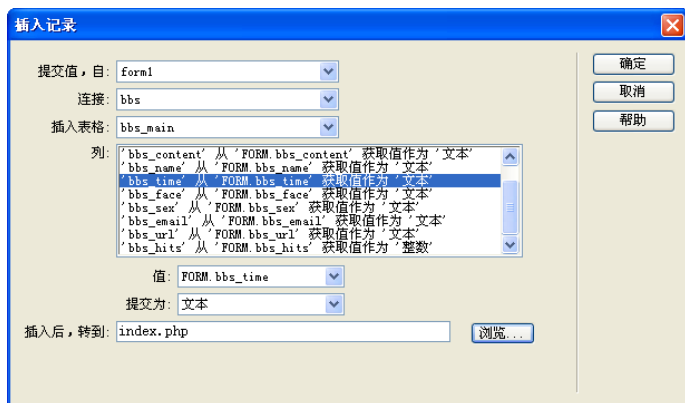 插入记录
提交值，自: form1
确定
连接: bbs
取消
插入表格: bbs_main
帮助
列: 'bbs_content' 从 'FORM.bbs_content' 获取值作为 '文本'
'bbs_name' 从 'FORM.bbs_name' 获取值作为 '文本'
'bbs_time' 从 'FORM.bbs_time' 获取值作为 '文本'
'bbs_face' 从 'FORM.bbs_face' 获取值作为 '文本'
'bbs_sex' 从 'FORM.bbs_sex' 获取值作为 '文本'
'bbs_email' 从 'FORM.bbs_email' 获取值作为 '文本'
'bbs_url' 从 'FORM.bbs_url' 获取值作为 '文本'
'bbs_hits' 从 'FORM.bbs_hits' 获取值作为 '整数'
值: FORM.bbs_time
提交为: 文本
插入后，转到: index.php 浏览...